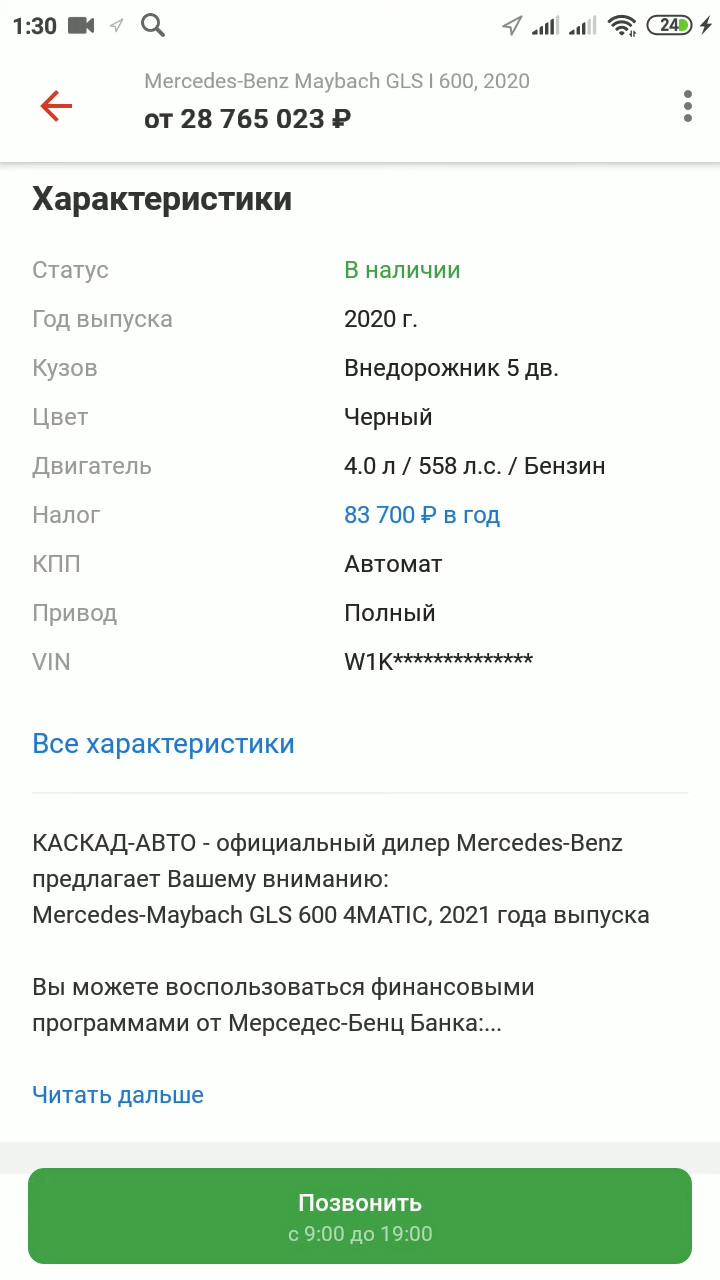 1:30
24
Mercedes-Benz Maybach GLS I 600, 2020
от 28 765 023 ₽
Характеристики
Статус В наличии
Год выпуска 2020 г.
Кузов Внедорожник 5 дв.
Цвет Черный
Двигатель 4.0 л / 558 л.с. / Бензин
Налог 83 700 ₽ в год
КПП Автомат
Привод Полный
VIN W1K**************
Все характеристики
КАСКАД-АВТО - официальный дилер Mercedes-Benz
предлагает Вашему вниманию:
Mercedes-Maybach GLS 600 4MATIC, 2021 года выпуска
Вы можете воспользоваться финансовыми
программами от Мерседес-Бенц Банка:...
Читать дальше
Позвонить
с 9:00 до 19:00